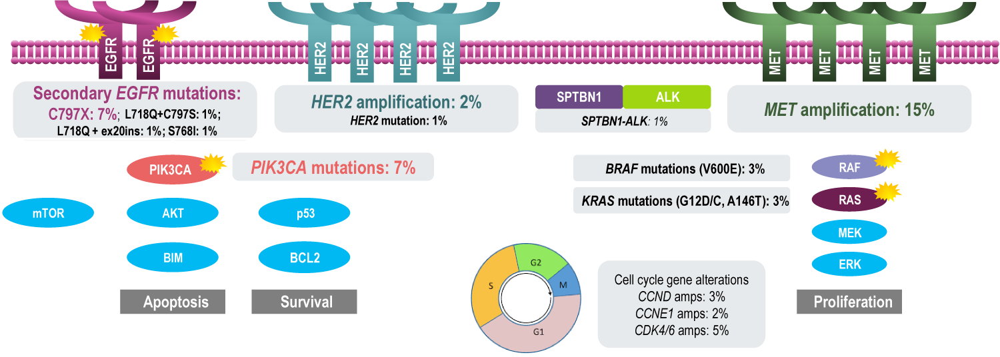 EGFR
EGFR
HER2
HER2
HER2
HER2
MET
MET
MET
MET
Secondary EGFR mutations:
C797X: 7%; L718Q+C797S: 1%;
L718Q + ex20ins: 1%; S768I: 1%
HER2 amplification: 2%
HER2 mutation: 1%
SPTBN1
ALK
SPTBN1-ALK: 1%
MET amplification: 15%
PIK3CA
PIK3CA mutations: 7%
BRAF mutations (V600E): 3%
RAF
KRAS mutations (G12D/C, A146T): 3%
RAS
mTOR
AKT
p53
MEK
BIM
BCL2
ERK
Apoptosis
Survival
G2
S
M
G1
Cell cycle gene alterations
CCND amps: 3%
CCNE1 amps: 2%
CDK4/6 amps: 5%
Proliferation